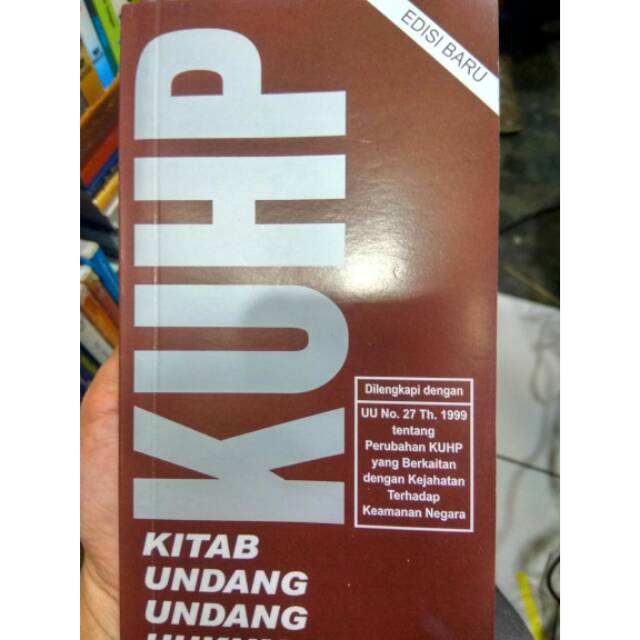 EDISI BARU
KUHP
Dilengkapi dengan
UU No. 27 Th. 1999
tentang
Perubahan KUHP
yang Berkaitan
dengan Kejahatan
Terhadap
Keamanan Negara
KITAB
UNDANG
UNDANG